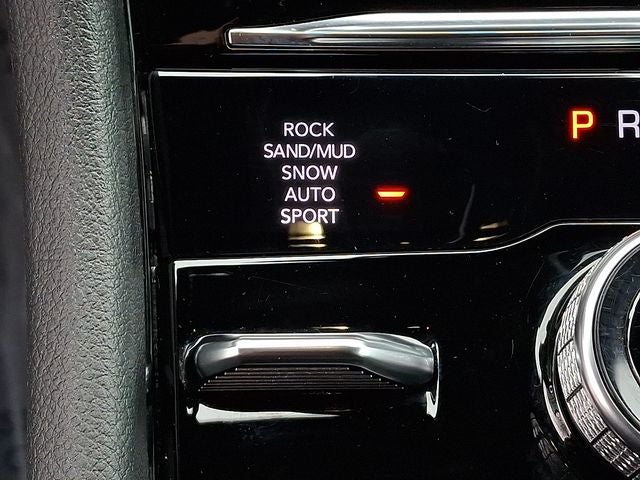 ROCK
SAND/MUD
SNOW
AUTO
SPORT
P R